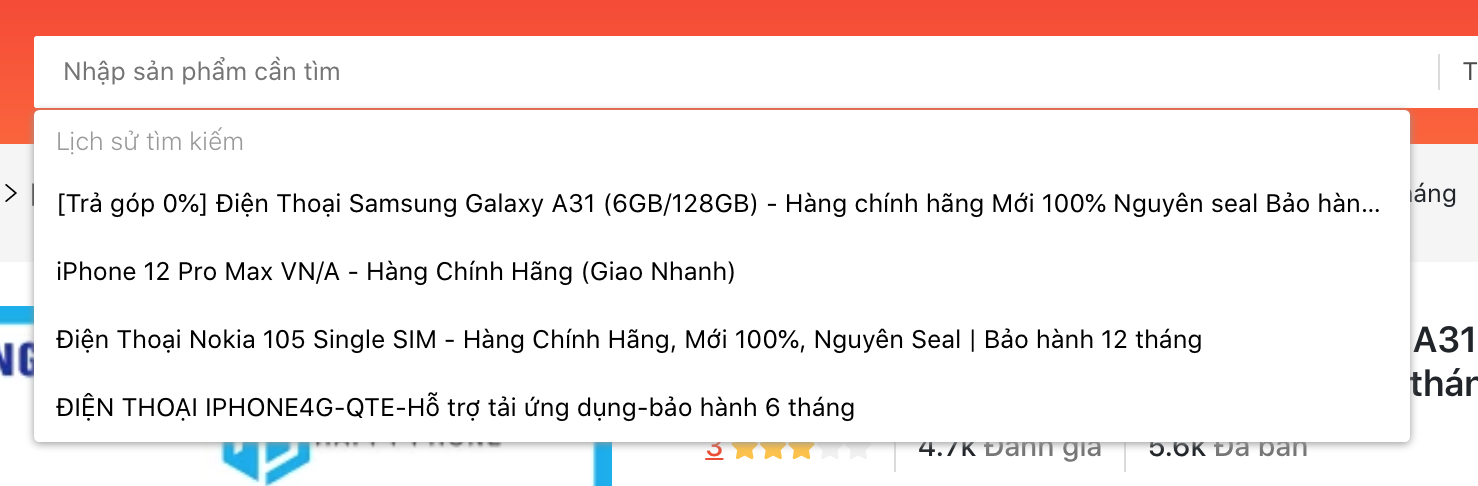 Nhập sản phẩm cần tìm
T
Lịch sử tìm kiếm
[Trả góp 0%] Điện Thoại Samsung Galaxy A31 (6GB/128GB) - Hàng chính hãng Mới 100% Nguyên seal Bảo hàn...
háng
iPhone 12 Pro Max VN/A - Hàng Chính Hãng (Giao Nhanh)
Điện Thoại Nokia 105 Single SIM - Hàng Chính Hãng, Mới 100%, Nguyên Seal | Bảo hành 12 tháng
A31
NG
thán
ĐIỆN THOẠI IPHONE4G-QTE-Hỗ trợ tải ứng dụng-bảo hành 6 tháng
HAPPY PHONE
3 4.7k Đánh giá 5.6k Đã bán